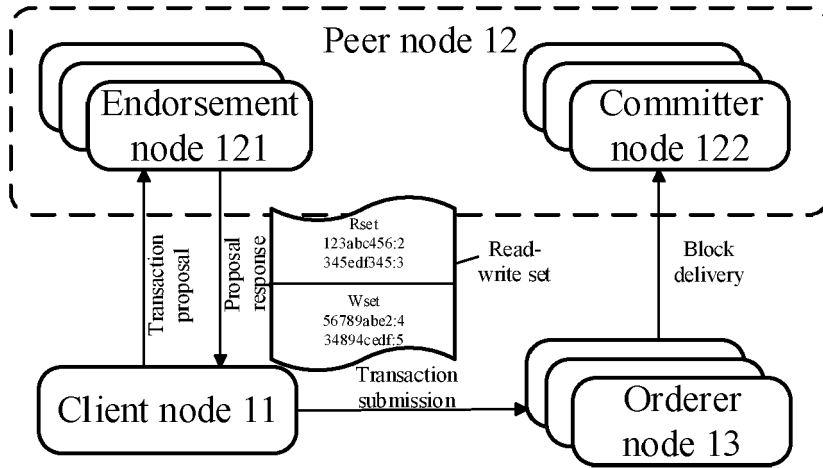 Peer node 12
Endorsement
node 121
Committer
node 122
Transaction
proposal
Proposal
response
Rset
123abc456:2
345edf345:3
Wset
56789abe2:4
34894cedf:5
Read-
write set
Block
delivery
Client node 11
Transaction
submission
Orderer
node 13